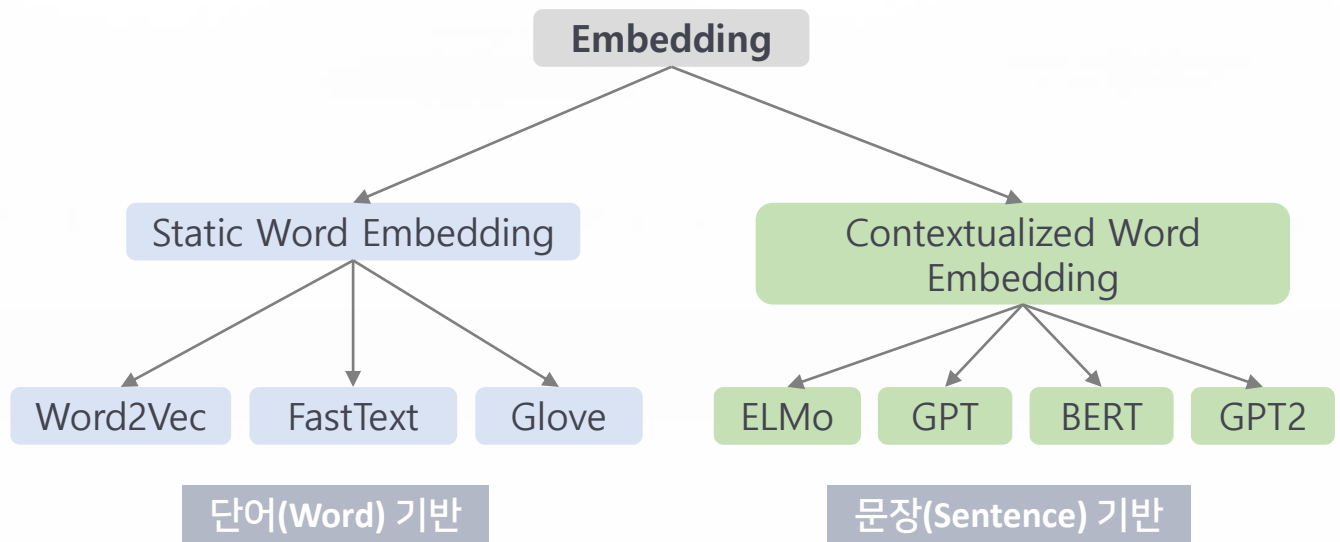 Embedding
Static Word Embedding
Contextualized Word
Embedding
Word2Vec
FastText
Glove
ELMo
GPT
BERT
GPT2
단어(Word) 기반
문장(Sentence) 기반